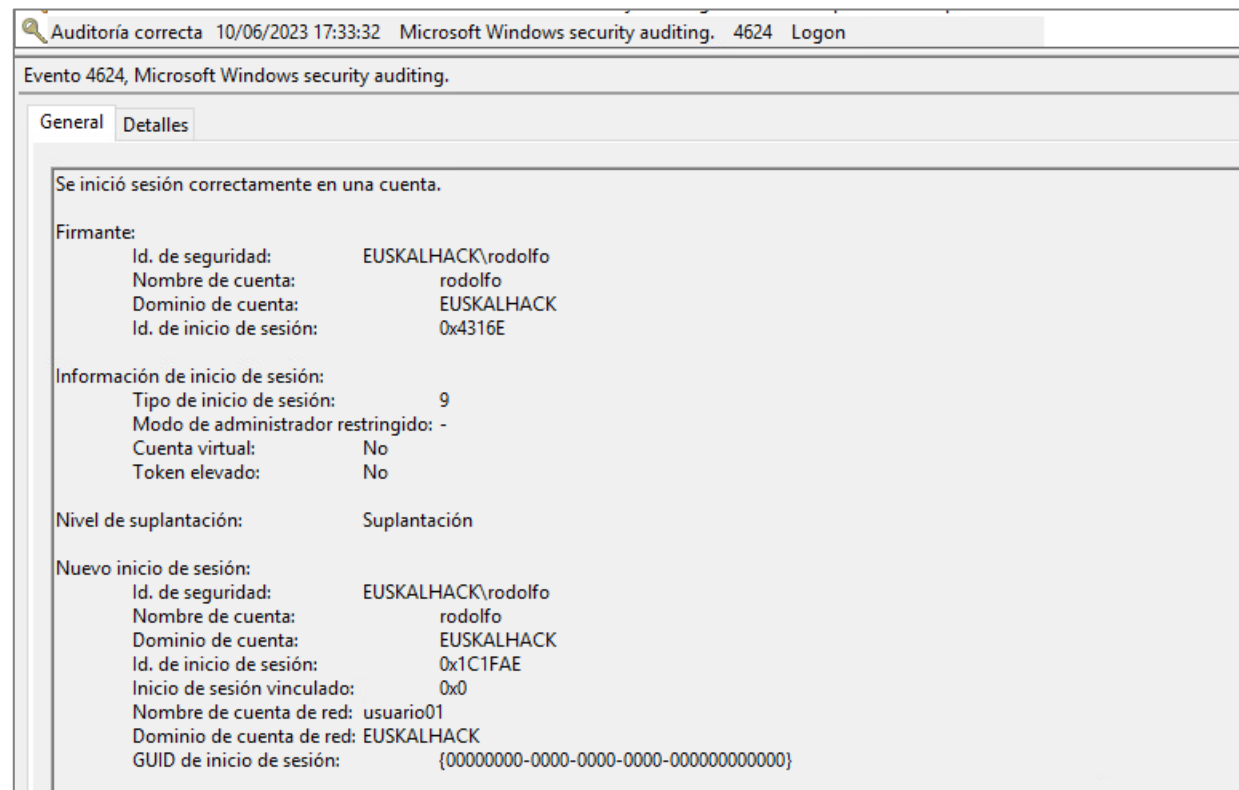 Auditoría correcta 10/06/2023 17:33:32 Microsoft Windows security auditing. 4624 Logon
Evento 4624, Microsoft Windows security auditing.
General Detalles
Se inició sesión correctamente en una cuenta.
Firmante:
Id. de seguridad: EUSKALHACK\rodolfo
Nombre de cuenta: rodolfo
Dominio de cuenta: EUSKALHACK
Id. de inicio de sesión: 0x4316E
Información de inicio de sesión:
Tipo de inicio de sesión: 9
Modo de administrador restringido: -
Cuenta virtual: No
Token elevado: No
Nivel de suplantación: Suplantación
Nuevo inicio de sesión:
Id. de seguridad: EUSKALHACK\rodolfo
Nombre de cuenta: rodolfo
Dominio de cuenta: EUSKALHACK
Id. de inicio de sesión: 0x1C1FAE
Inicio de sesión vinculado: 0x0
Nombre de cuenta de red: usuario01
Dominio de cuenta de red: EUSKALHACK
GUID de inicio de sesión: {00000000-0000-0000-0000-000000000000}